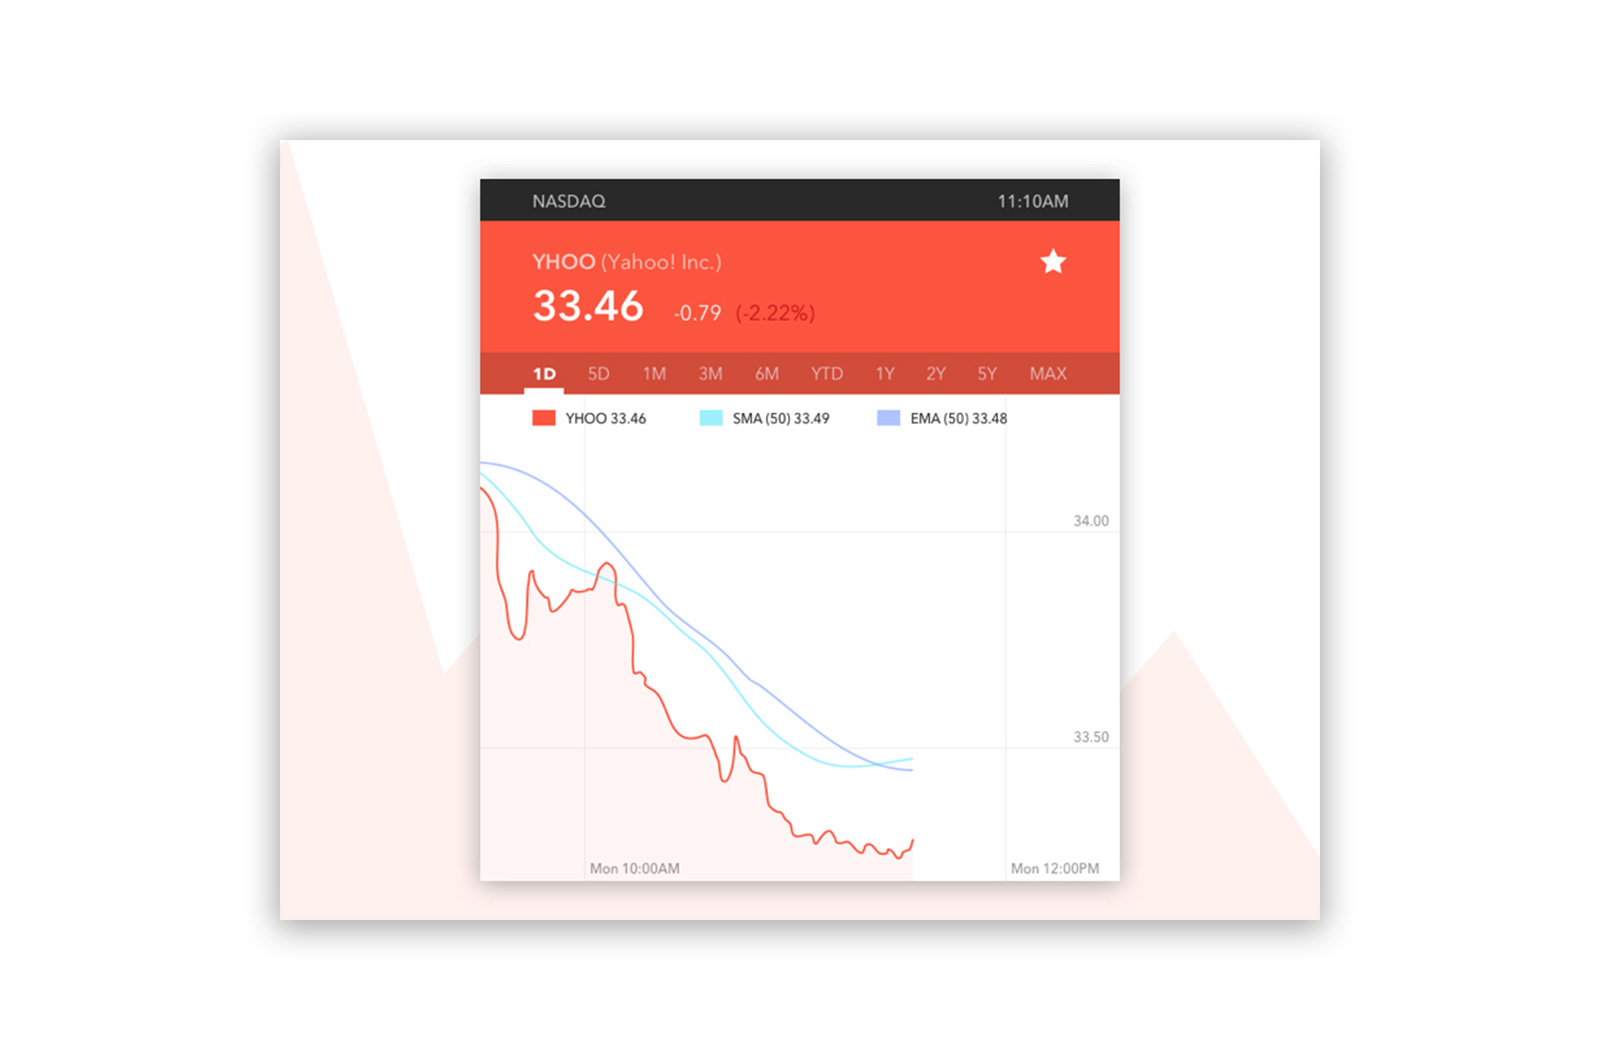 NASDAQ 11:10AM
YHOO (Yahoo! Inc.)
33.46 -0.79 (-2.22%)
1D 5D 1M 3M 6M YTD 1Y 2Y 5Y MAX
YHOO 33.46 SMA (50) 33.49 EMA (50) 33.48
34.00
33.50
Mon 10:00AM Mon 12:00PM